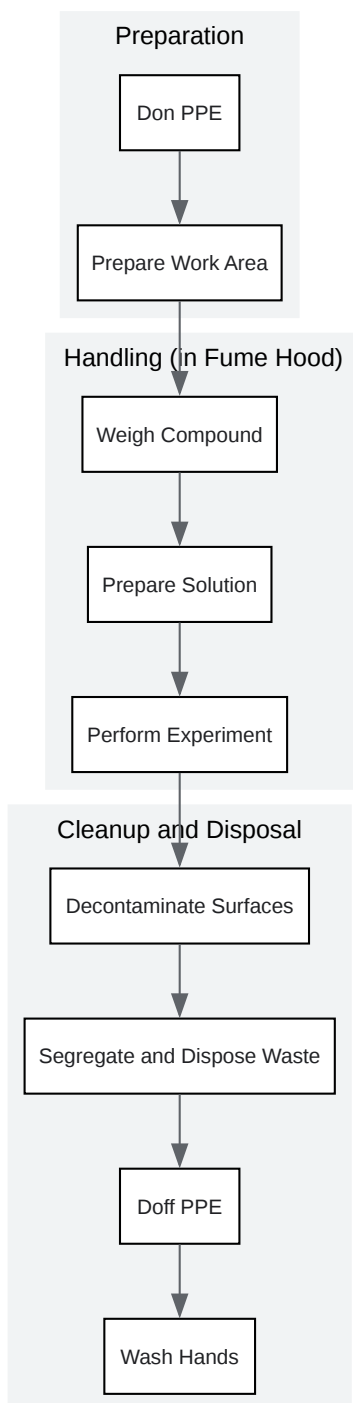 Preparation
Don PPE
Prepare Work Area
Handling (in Fume Hood)
Weigh Compound
Prepare Solution
Perform Experiment
Cleanup and Disposal
Decontaminate Surfaces
Segregate and Dispose Waste
Doff PPE
Wash Hands